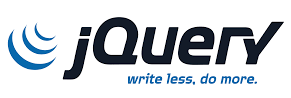 jQuery
write less, do more.